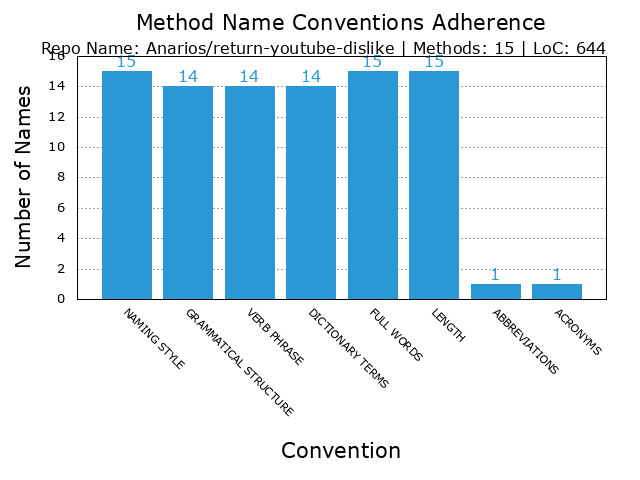 Method Name Conventions Adherence
Repo Name: Anarios/return-youtube-dislike | Methods: 15 | LoC: 644
Number of Names
16
14
12
10
8
6
4
2
0
15
14
14
14
15
15
1
1
NAMING STYLE
GRAMMATICAL STRUCTURE
VERB PHRASE
DICTIONARY TERMS
FULL WORDS
LENGTH
ABBREVIATIONS
ACRONYMS
Convention